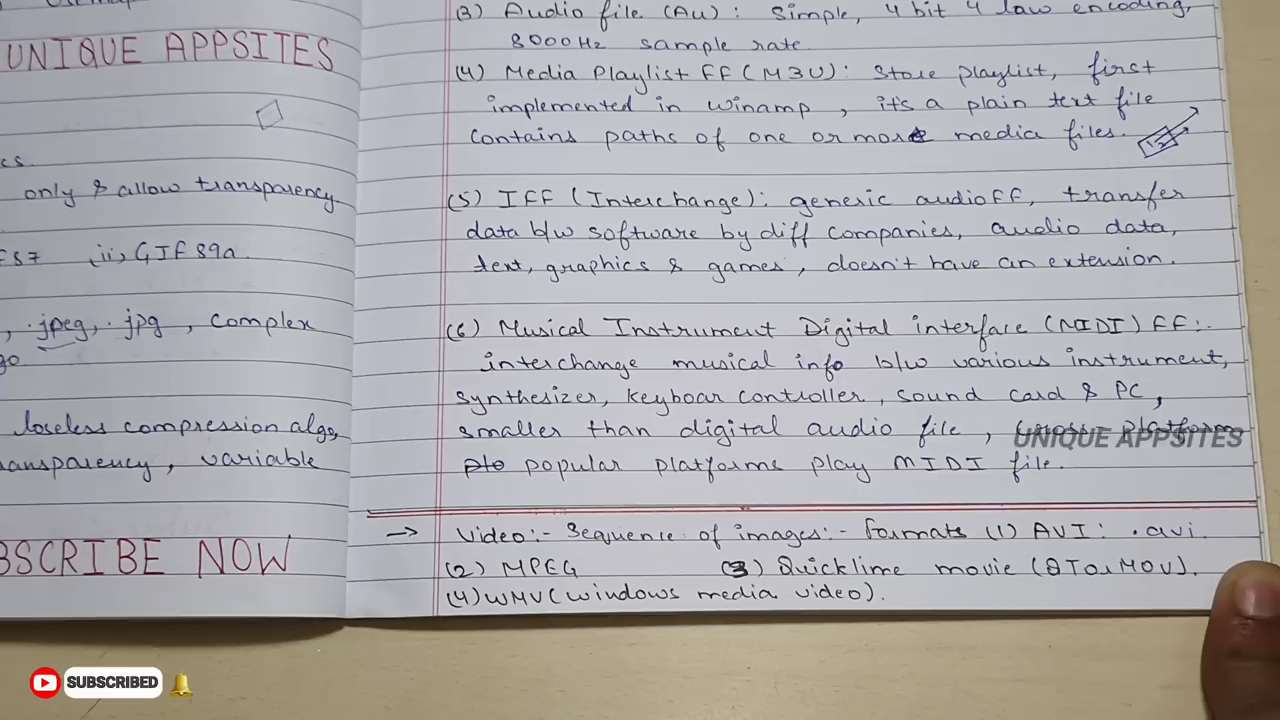 UNIQUE APPSITES
cs.
only & allow transparency
ii, GIF 89a
.jpeg, .jpg, complex
go
loseless compression algo,
ansparency, variable
BSCRIBE NOW
(3) Audio file (AU): Simple, 4 bit 4 law encoding,
8000Hz sample rate
(4) Media Playlist FF (M3U): Store playlist, first
implemented in winamp, it's a plain text file
contains paths of one or more media files.
(5) IFF (Interchange): generic audio FF, transfer
data b/w software by diff companies, audio data,
text, graphics & games, doesn't have an extension.
(6) Musical Instrument Digital interface (MIDI) FF:-
interchange musical info b/w various instrument,
synthesizer, keyboar controller, sound card & PC,
smaller than digital audio file, platform
popular platforms play MIDI file.
UNIQUE APPSITES
→ Video:- Sequence of images:- Formats (1) AVI: .avi.
(2) MPEG (3) Quicktime movie (QT or MOV).
(4) WMV (windows media video).
SUBSCRIBED